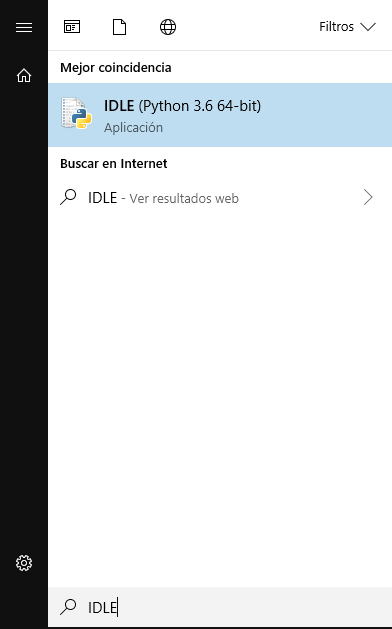 Filtros
Mejor coincidencia
IDLE (Python 3.6 64-bit)
Aplicación
Buscar en Internet
IDLE - Ver resultados web
IDLE